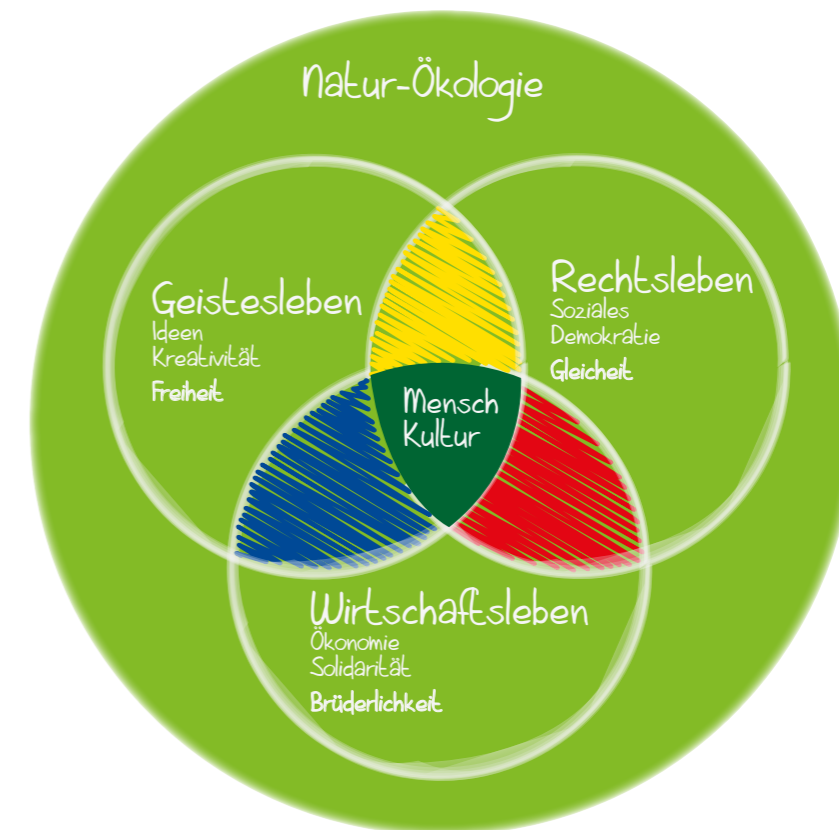 Natur-Ökologie
Geistesleben
Ideen
Kreativität
Freiheit
Rechtsleben
Soziales
Demokratie
Gleicheit
Mensch
Kultur
Wirtschaftsleben
Ökonomie
Solidarität
Brüderlichkeit